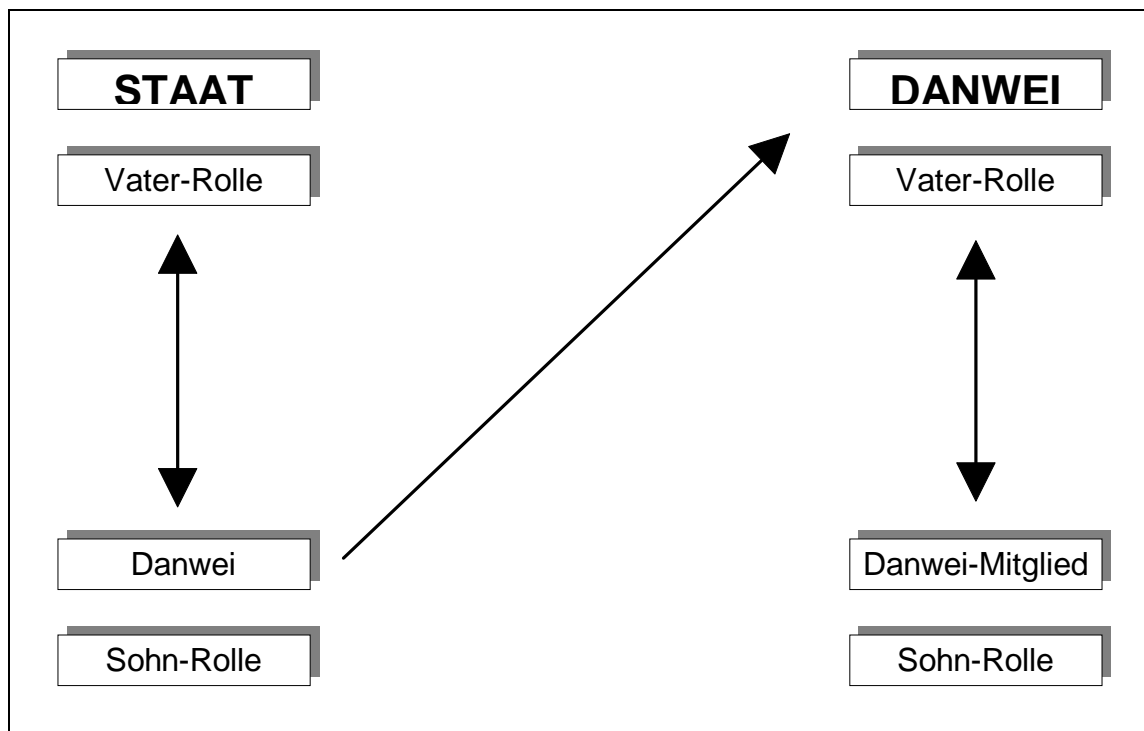 STAAT
Vater-Rolle
Danwei
Sohn-Rolle
DANWEI
Vater-Rolle
Danwei-Mitglied
Sohn-Rolle